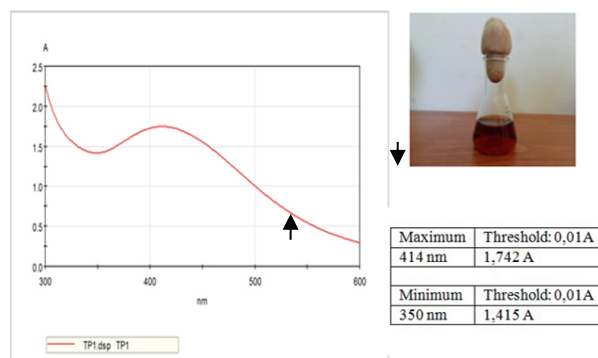 A
2.5
2.0
1.5
1.0
0.5
0.0
300 400 500 600
nm
TP1.dsp TP1
Maximum Threshold: 0,01A
414 nm 1,742 A
Minimum Threshold: 0,01A
350 nm 1,415 A